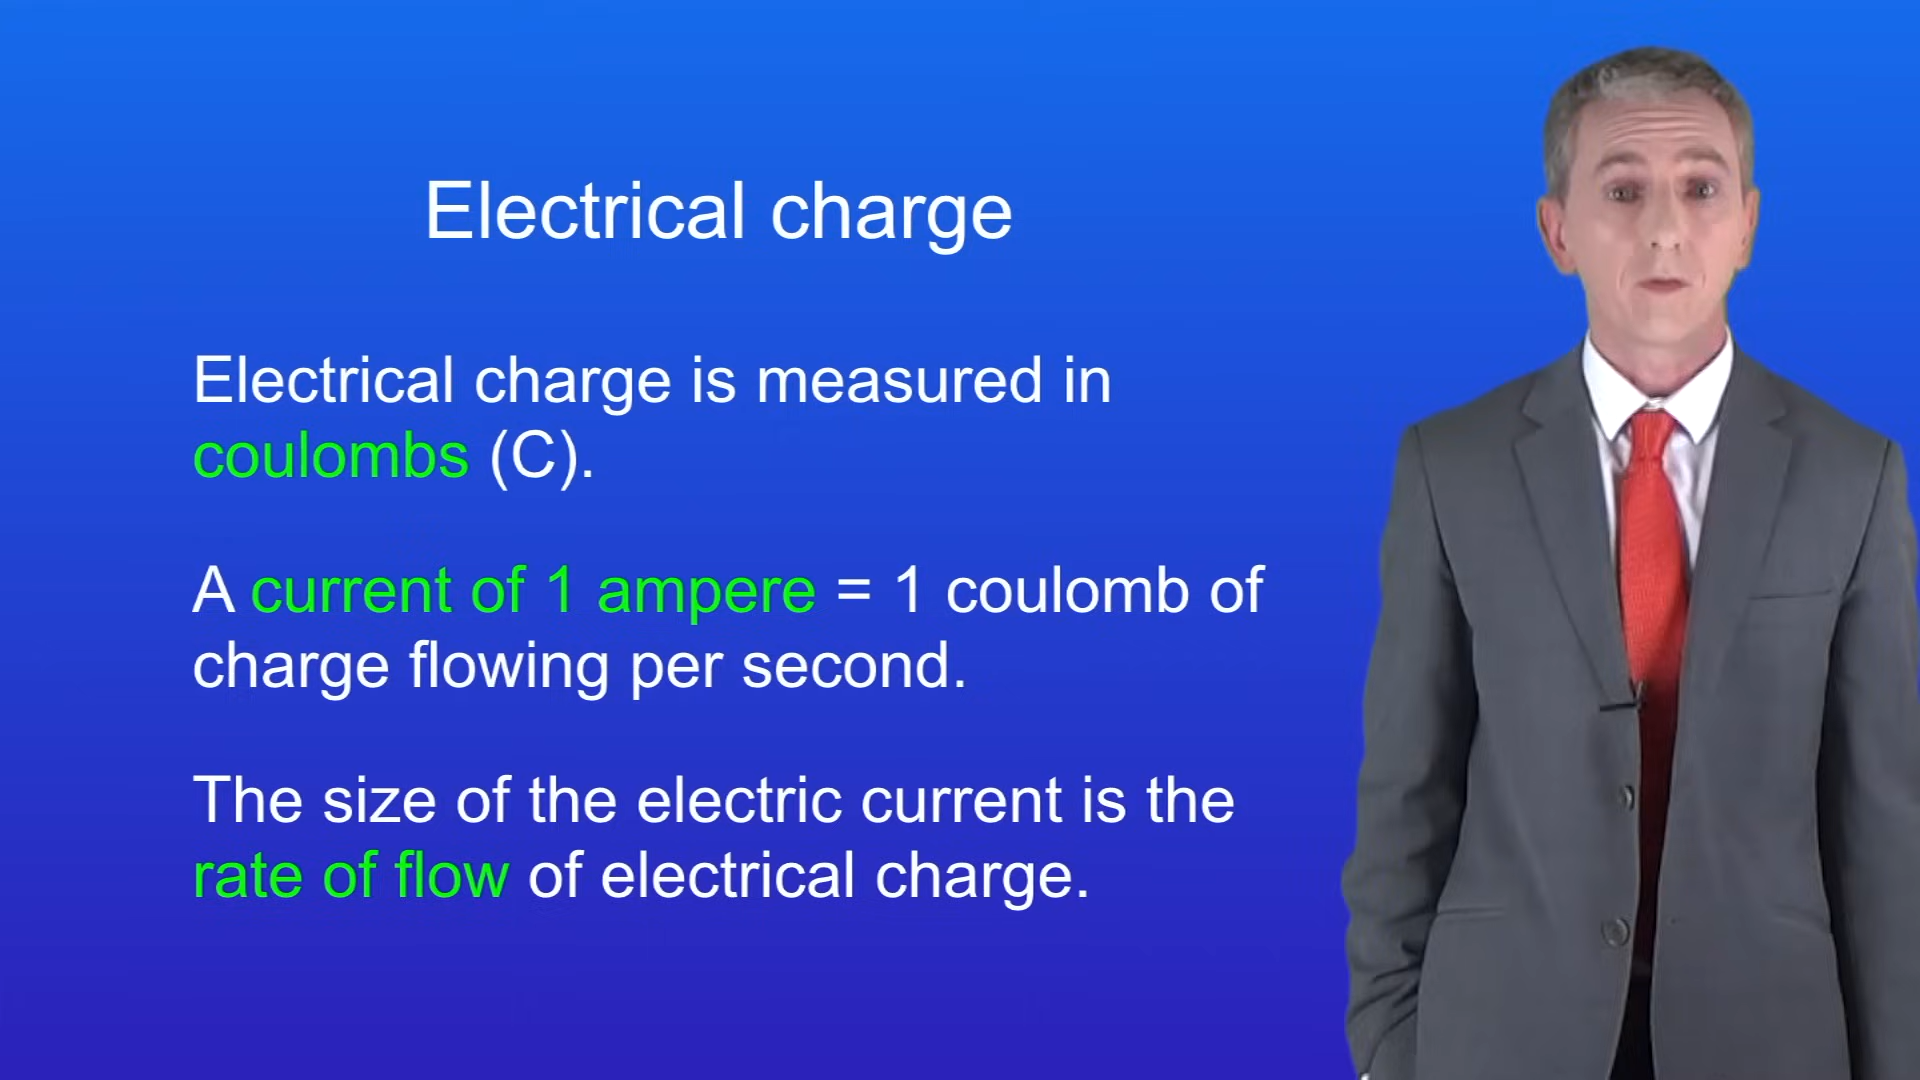 Electrical charge
Electrical charge is measured in
coulombs (C).
A current of 1 ampere = 1 coulomb of
charge flowing per second.
The size of the electric current is the
rate of flow of electrical charge.